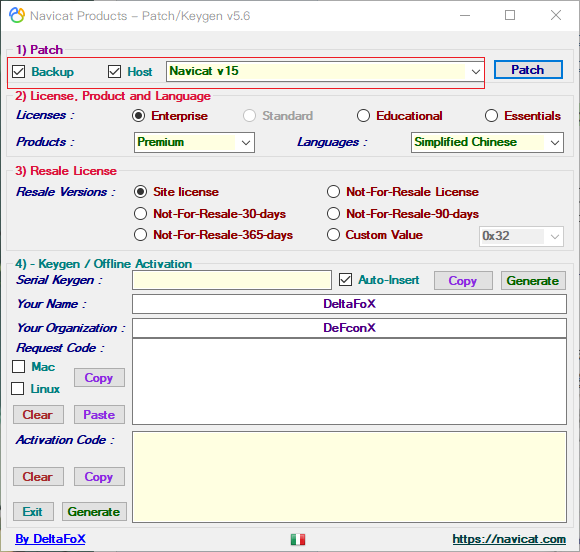 Navicat Products - Patch/Keygen v5.6
1) Patch
Backup Host Navicat v15 Patch
2) License, Product and Language
Licenses : Enterprise Standard Educational Essentials
Products : Premium Languages : Simplified Chinese
3) Resale License
Resale Versions : Site license Not-For-Resale License
Not-For-Resale-30-days Not-For-Resale-90-days
Not-For-Resale-365-days Custom Value 0x32
4) - Keygen / Offline Activation
Serial Keygen : Auto-Insert Copy Generate
Your Name : DeltaFoX
Your Organization : DeFconX
Request Code :
Mac
Copy
Linux
Clear Paste
Activation Code :
Clear Copy
Exit Generate
By DeltaFoX https://navicat.com